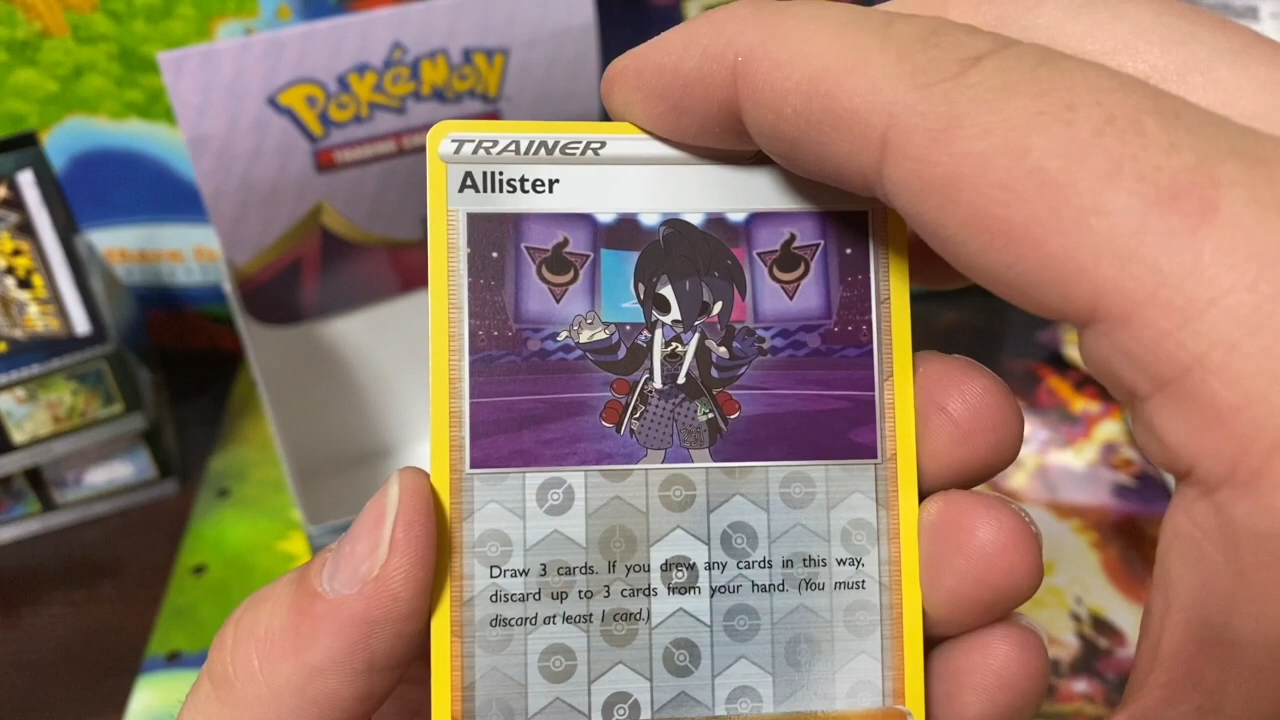 Pokémon
TRAINER
Allister
Draw 3 cards. If you drew any cards in this way,
discard up to 3 cards from your hand. (You must
discard at least 1 card.)